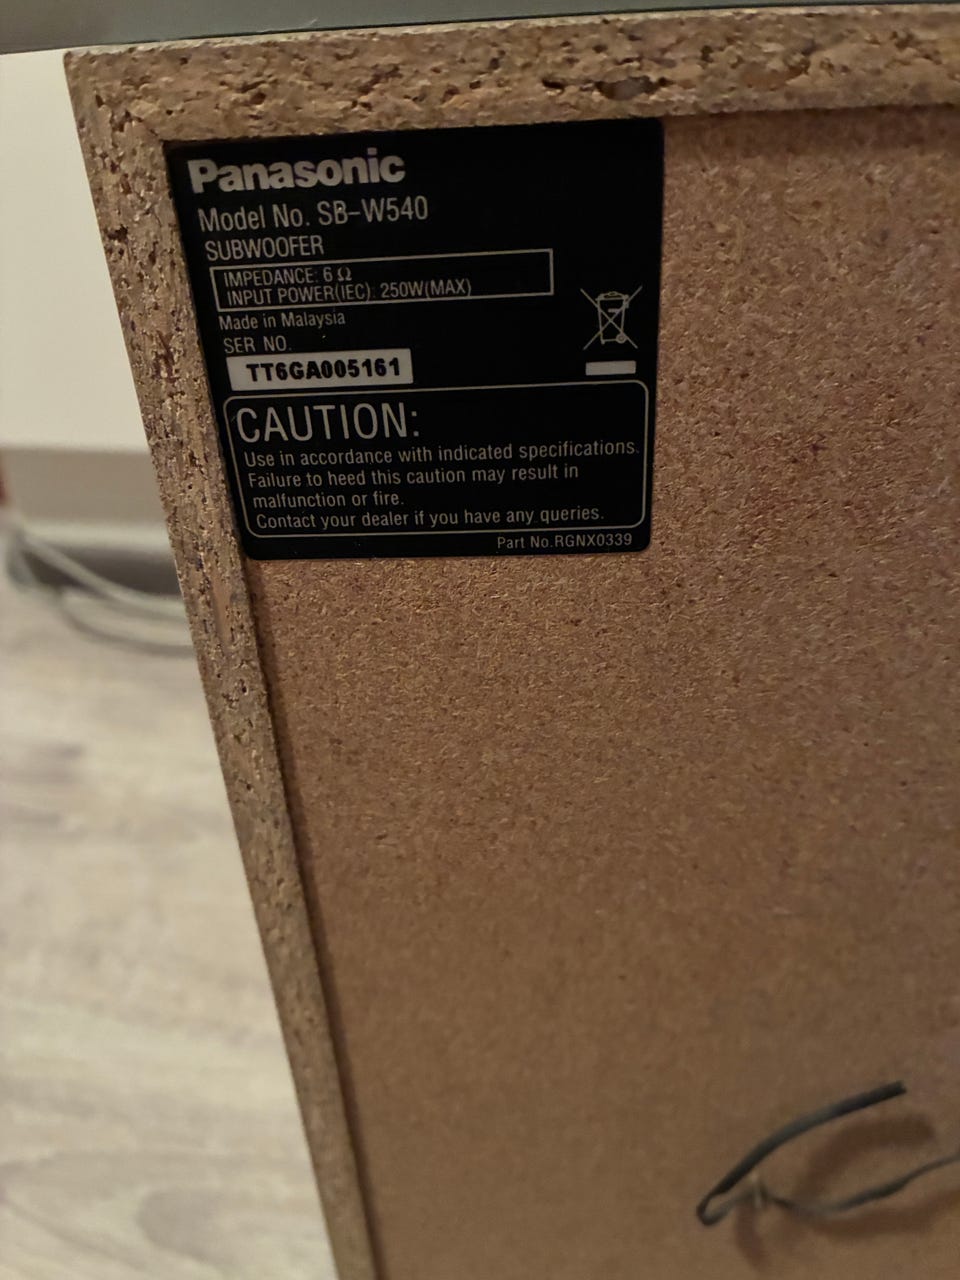 Panasonic
Model No. SB-W540
SUBWOOFER
IMPEDANCE: 6 Ω
INPUT POWER(IEC): 250W(MAX)
Made in Malaysia
SER NO.
TT6GA005161
CAUTION:
Use in accordance with indicated specifications.
Failure to heed this caution may result in
malfunction or fire.
Contact your dealer if you have any queries.
Part No.RGNX0339